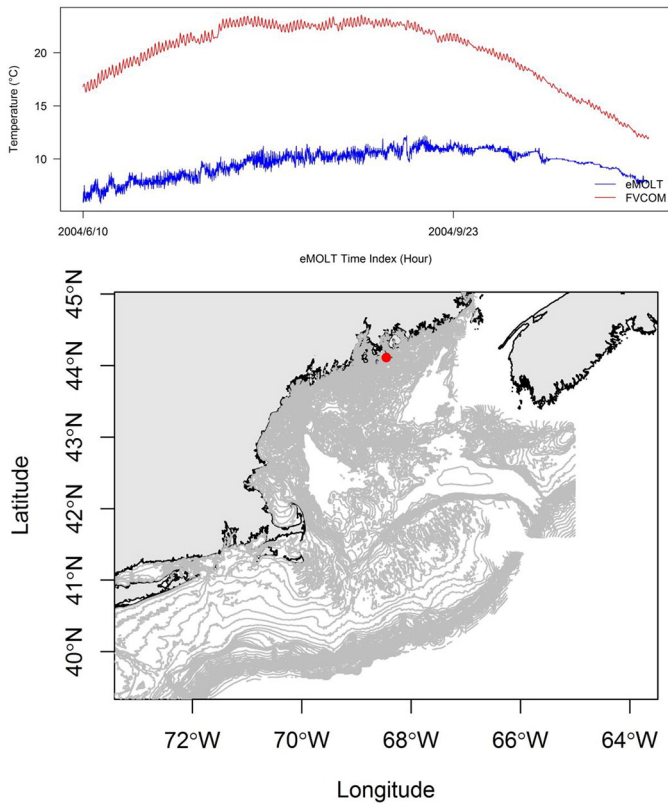 Temperature (°C)
20
15
10
eMOLT
FVCOM
2004/6/10
2004/9/23
eMOLT Time Index (Hour)
Latitude
45°N
44°N
43°N
42°N
41°N
40°N
72°W
70°W
68°W
66°W
64°W
Longitude